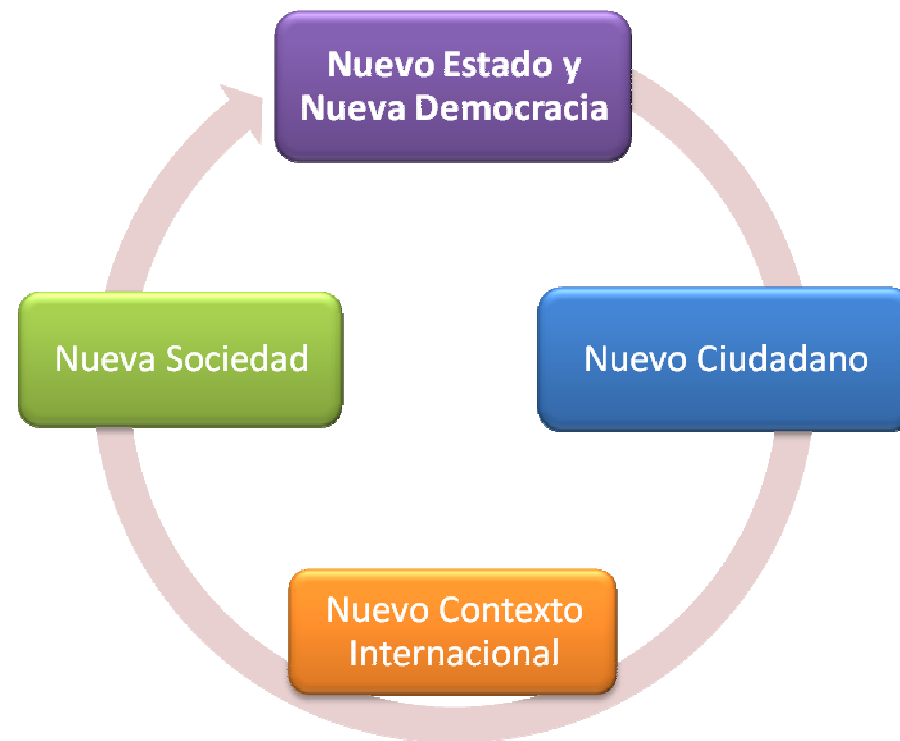 Nuevo Estado y
Nueva Democracia
Nueva Sociedad
Nuevo Ciudadano
Nuevo Contexto
Internacional